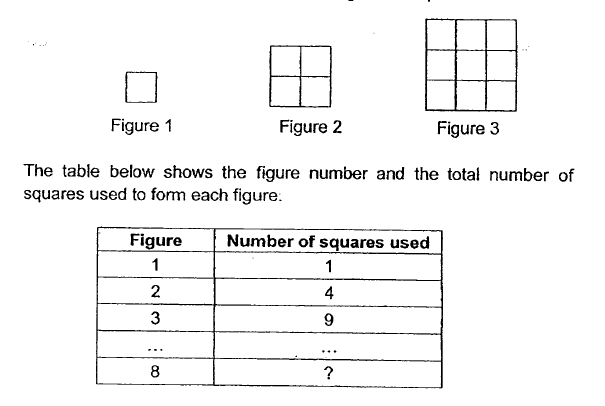 Figure 1
Figure 2
Figure 3
The table below shows the figure number and the total number of
squares used to form each figure.
Figure Number of squares used
1 1
2 4
3 9
... ...
8 ?